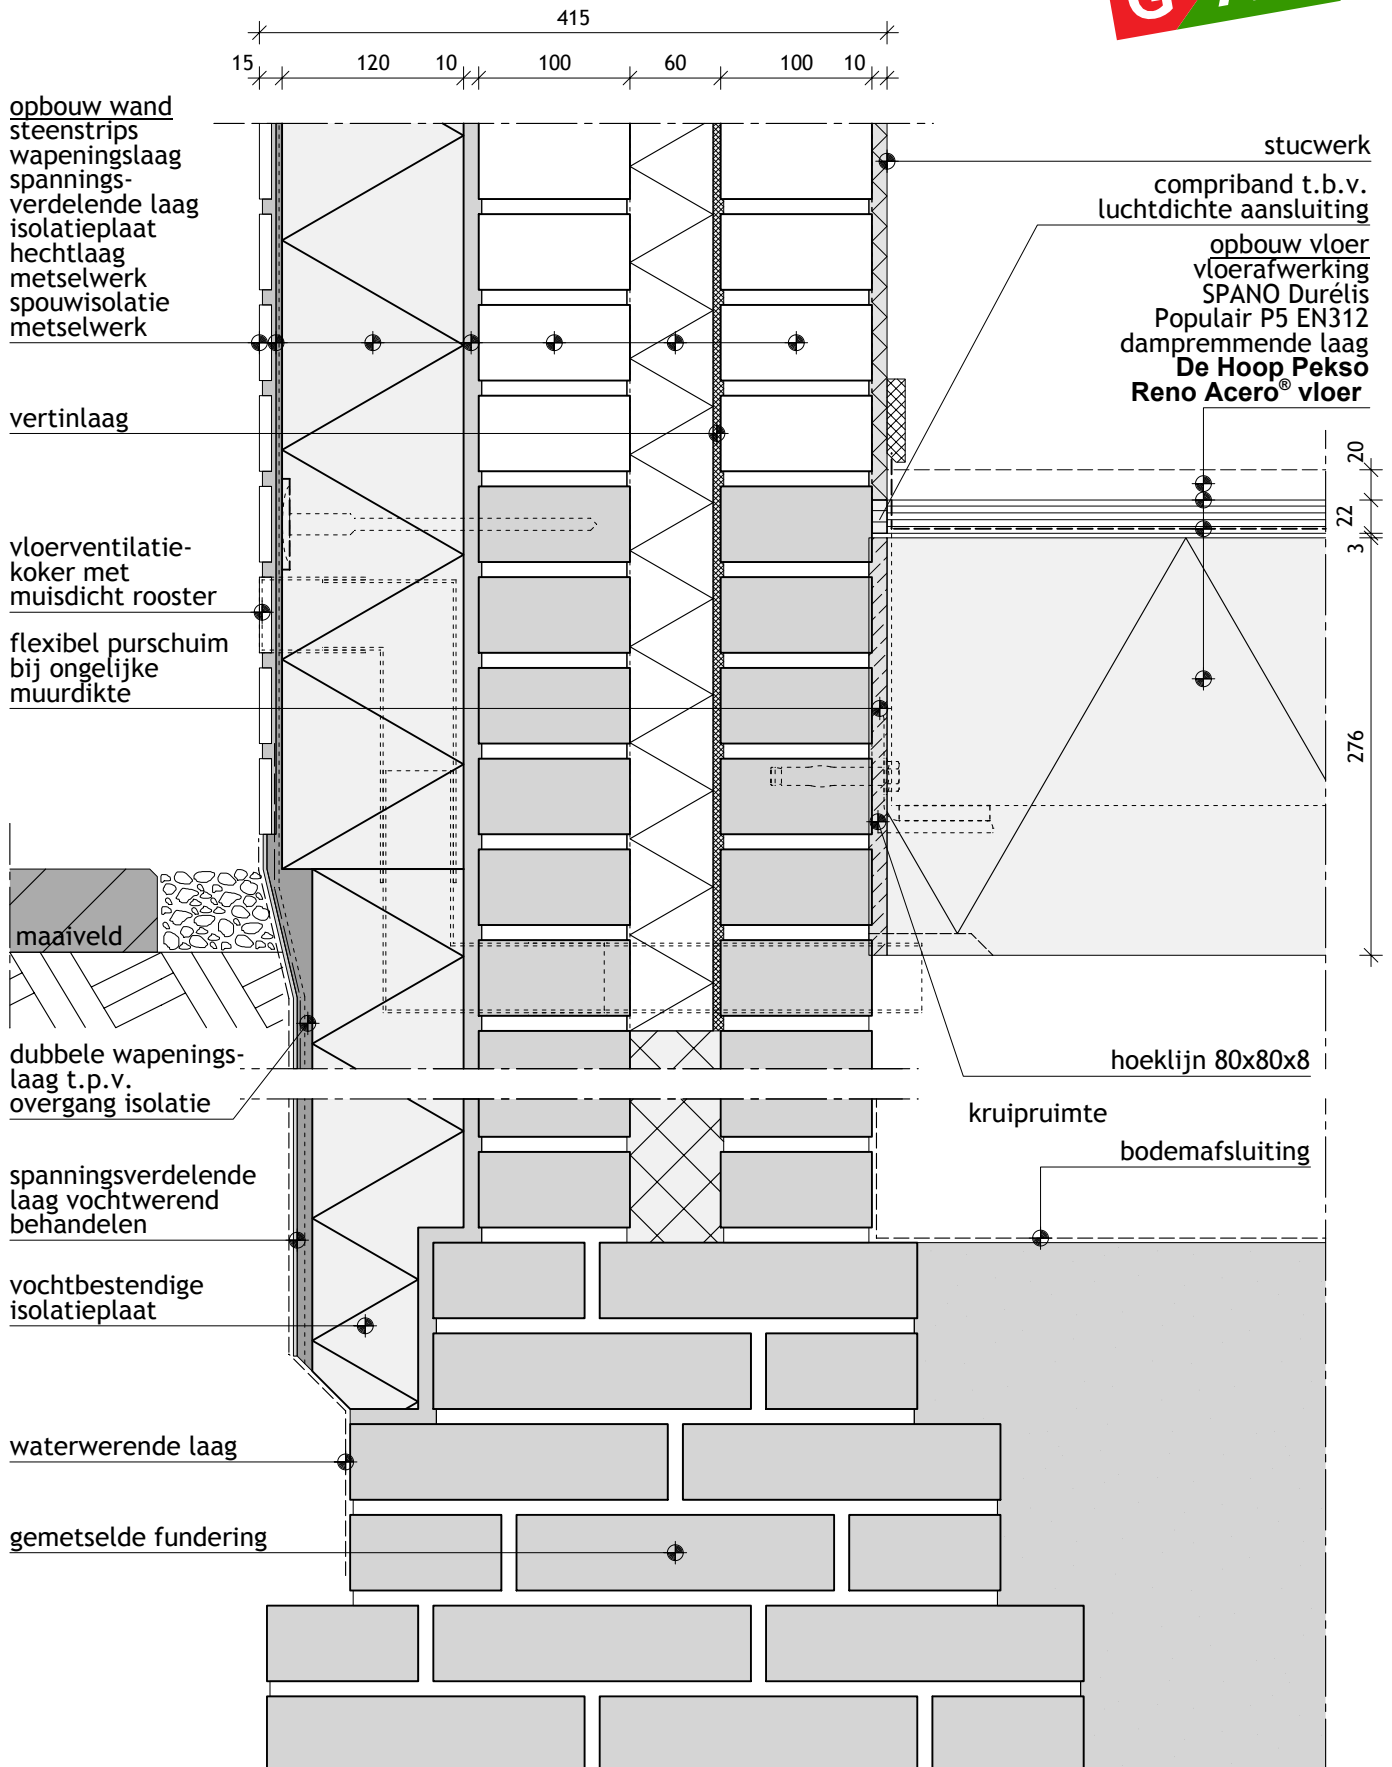 415
15
120
10
100
60
100
10
opbouw wand
steenstrips
wapeningslaag
spannings-
verdelende laag
isolatieplaat
hechtlaag
metselwerk
spouwisolatie
metselwerk
vertinlaag
vloerventilatie-
koker met
muisdicht rooster
flexibel purschuim
bij ongelijke
muurdikte
maaiveld
dubbele wapenings-
laag t.p.v.
overgang isolatie
spanningsverdelende
laag vochtwerend
behandelen
vochtbestendige
isolatieplaat
waterwerende laag
gemetselde fundering
stucwerk
compriband t.b.v.
luchtdichte aansluiting
opbouw vloer
vloerafwerking
SPANO Durélis
Populair P5 EN312
dampremmende laag
De Hoop Pekso
Reno Acero® vloer
20
22
3
276
hoeklijn 80x80x8
kruipruimte
bodemafsluiting
G